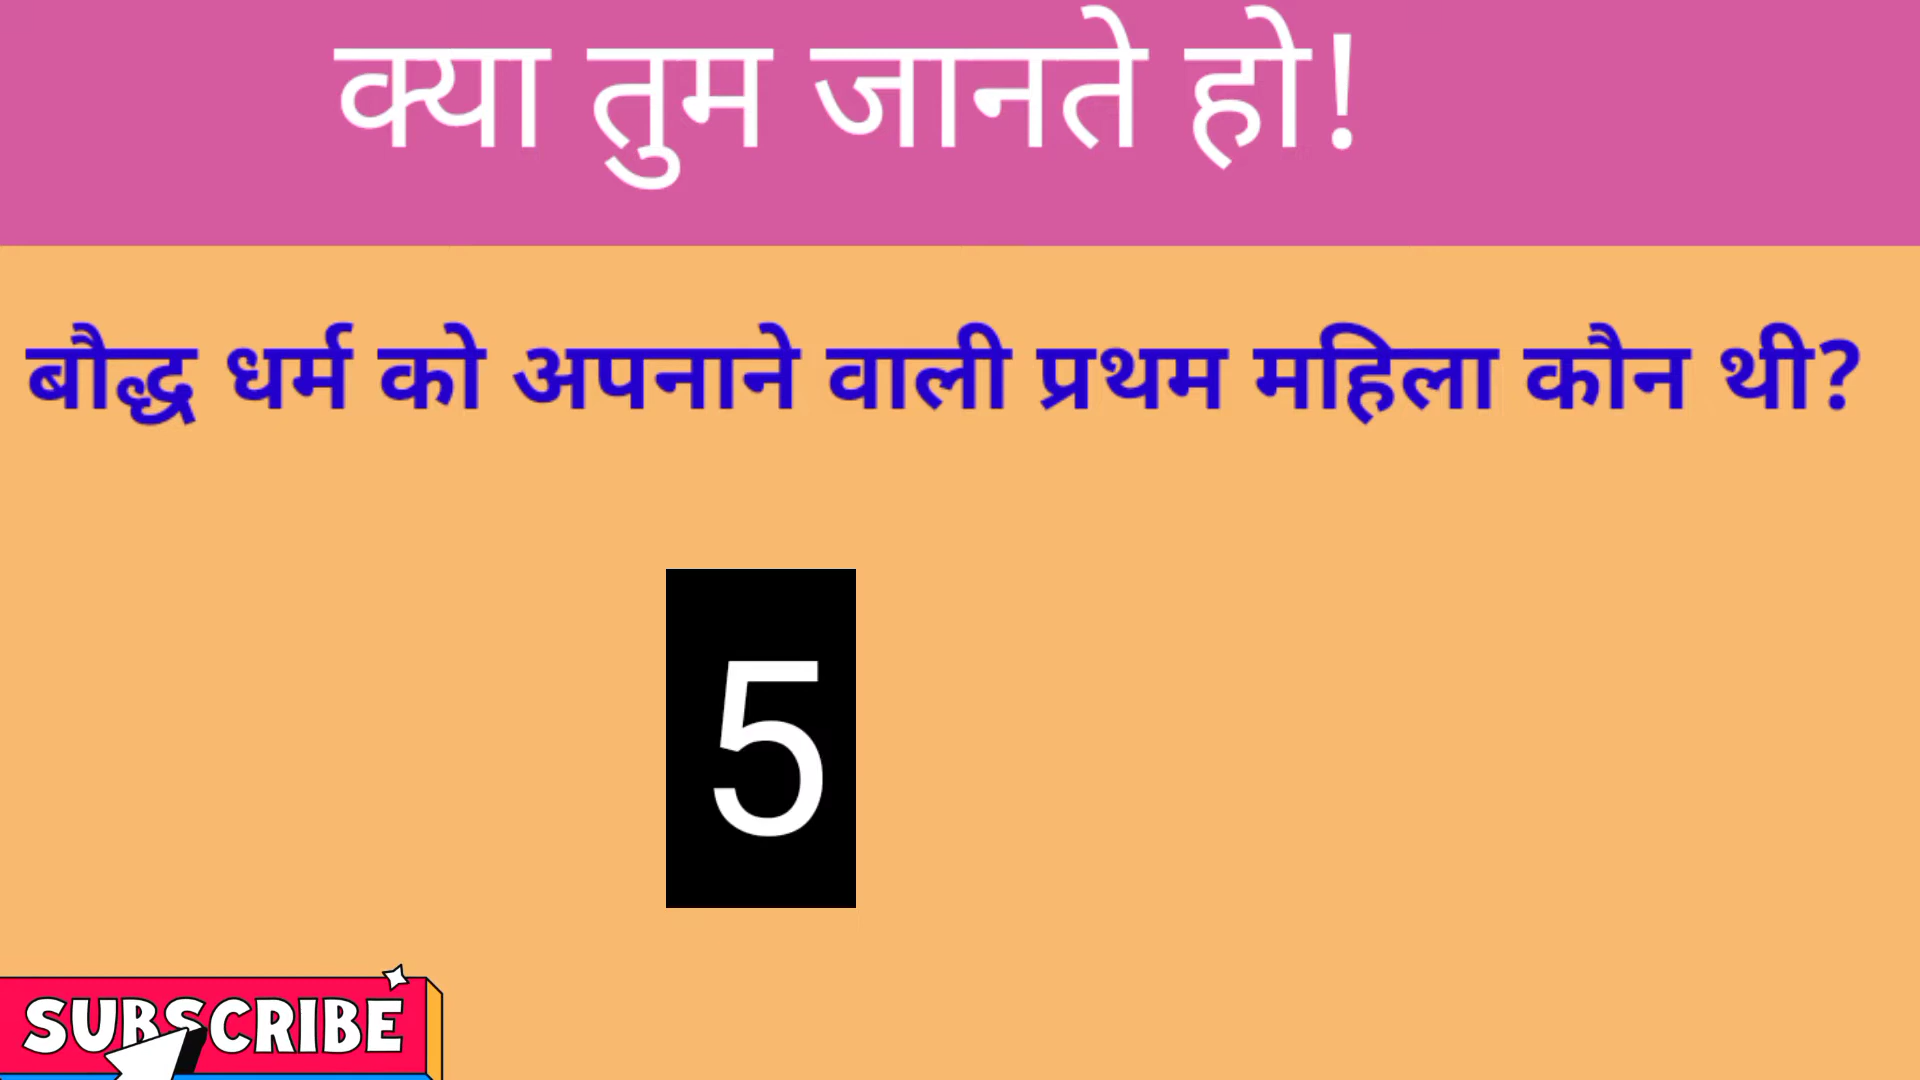 क्या तुम जानते हो!
बौद्ध धर्म को अपनाने वाली प्रथम महिला कौन थी?
5
SUBSCRIBE